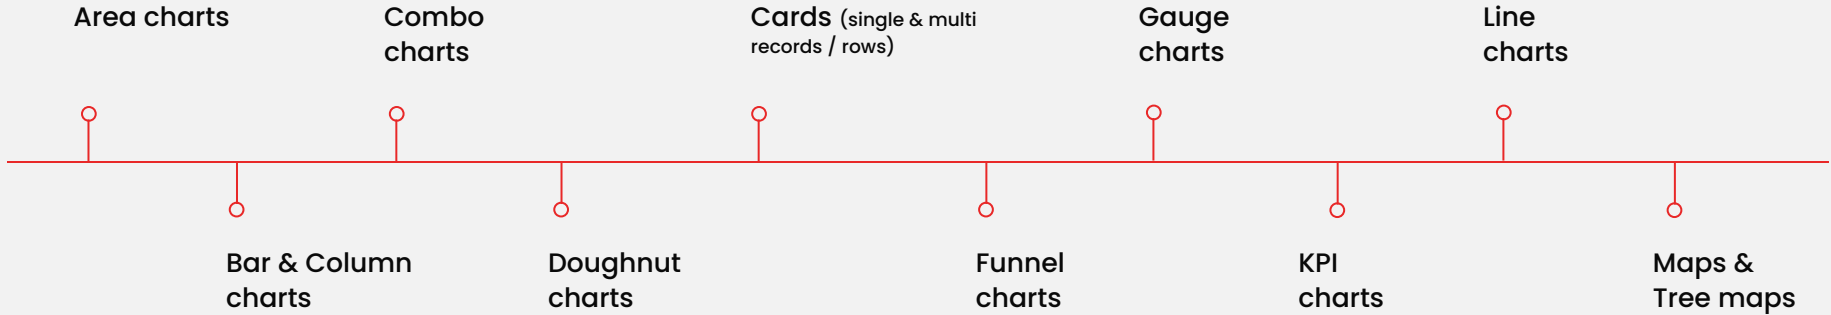 Area charts
Combo
charts
Cards (single & multi
records / rows)
Gauge
charts
Line
charts
Bar & Column
charts
Doughnut
charts
Funnel
charts
KPI
charts
Maps &
Tree maps